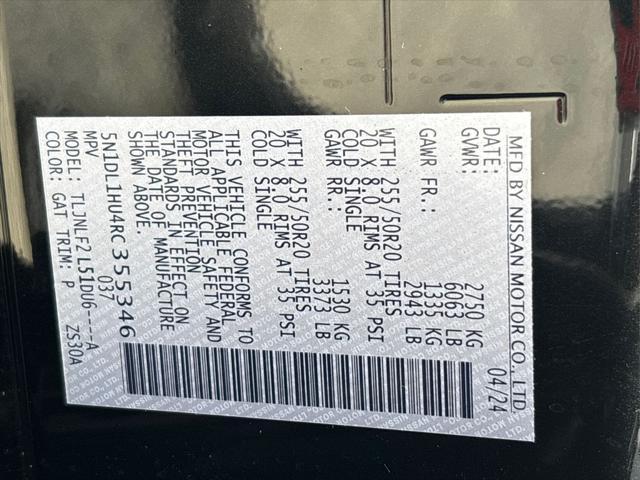 MFD BY NISSAN MOTOR CO., LTD.
DATE: 04/24
GVWR: 2750 KG
6063 LB
GAWR FR.: 1335 KG
2943 LB
WITH 255/50R20 TIRES
20 X 8.0 RIMS AT 35 PSI
COLD SINGLE
GAWR RR.: 1530 KG
3373 LB
WITH 255/50R20 TIRES
20 X 8.0 RIMS AT 35 PSI
COLD SINGLE
THIS VEHICLE CONFORMS TO
ALL APPLICABLE FEDERAL
MOTOR VEHICLE SAFETY AND
THEFT PREVENTION
STANDARDS IN EFFECT ON
THE DATE OF MANUFACTURE
SHOWN ABOVE.
5N1DL1HU4RC355346
MPV 037
MODEL: TLJNLF2 L51DU6----A
COLOR: GAT TRIM: P ZS30A